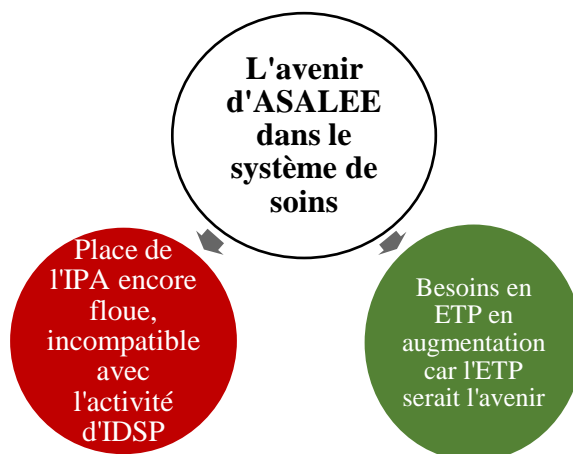 L'avenir
d'ASALEE
dans le
système de
soins
Place de
l'IPA encore
floue,
incompatible
avec
l'activité
d'IDSP
Besoins en
ETP en
augmentation
car l'ETP
serait l'avenir